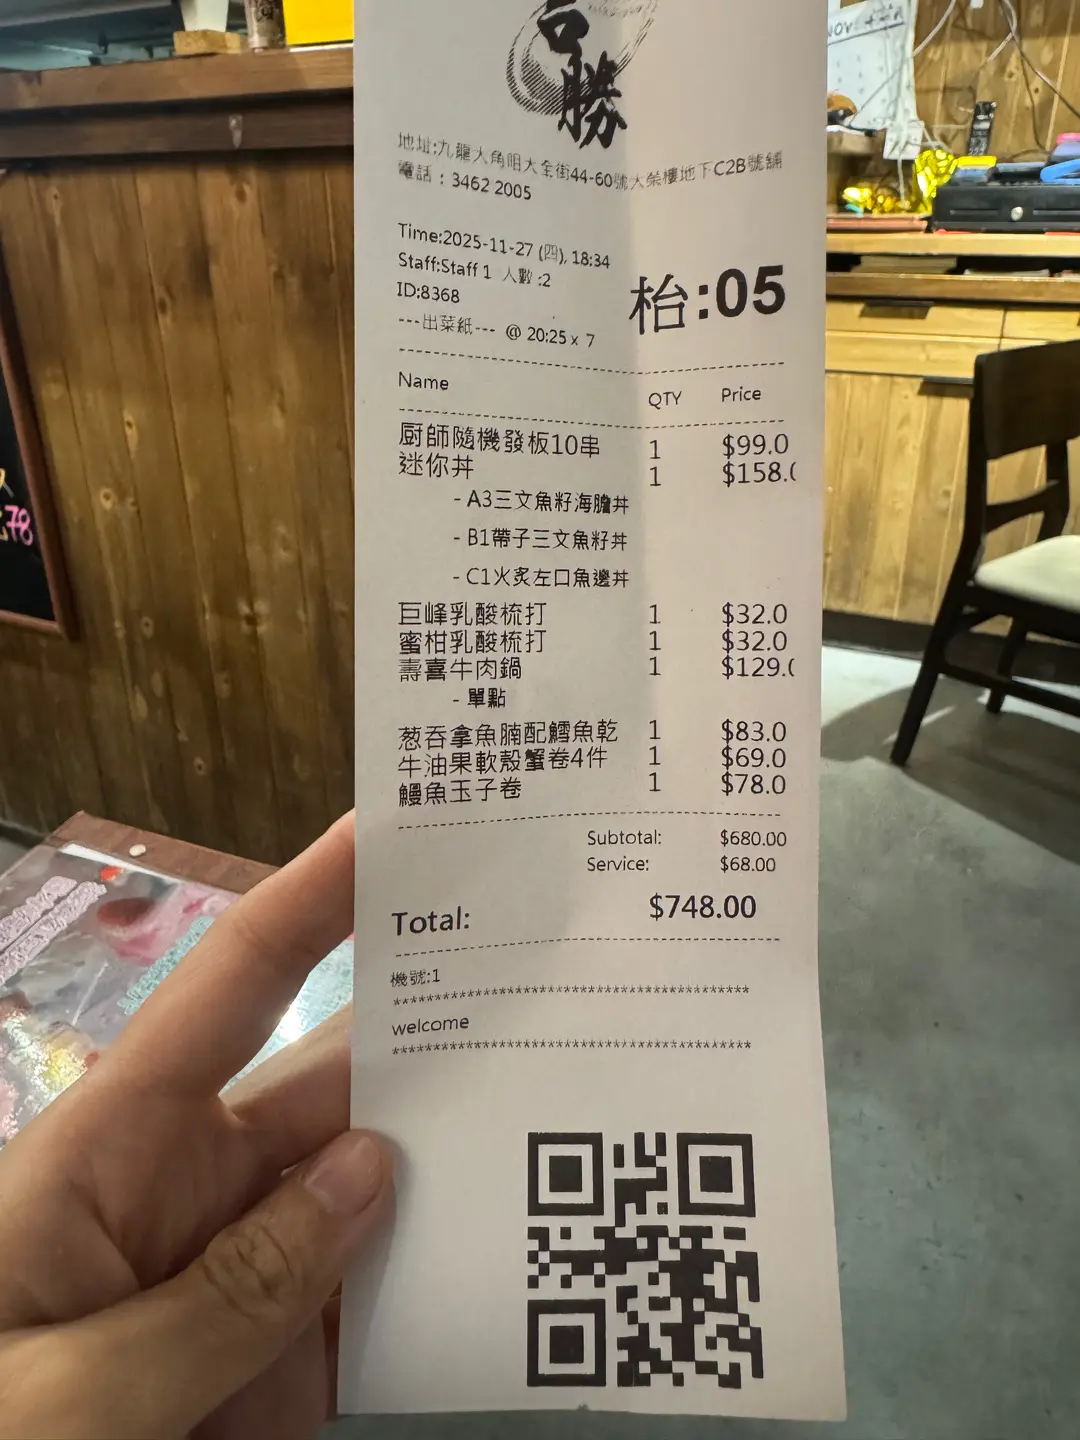 勝
地址:九龍大角咀大全街44-60號大榮樓地下C2B號舖
電話：3462 2005
Time:2025-11-27 (四), 18:34
Staff:Staff 1 人數 :2
ID:8368
枱:05
---出菜紙--- @ 20:25 x 7
Name QTY Price
厨師隨機發板10串 1 $99.0
迷你丼 1 $158.0
- A3三文魚籽海膽丼
- B1帶子三文魚籽丼
- C1火炙左口魚邊丼
巨峰乳酸梳打 1 $32.0
蜜柑乳酸梳打 1 $32.0
壽喜牛肉鍋 1 $129.0
- 單點
葱吞拿魚腩配鱈魚乾 1 $83.0
牛油果軟殼蟹卷4件 1 $69.0
鰻魚玉子卷 1 $78.0
Subtotal: $680.00
Service: $68.00
Total: $748.00
機號:1
*******************************************
welcome
*******************************************
78